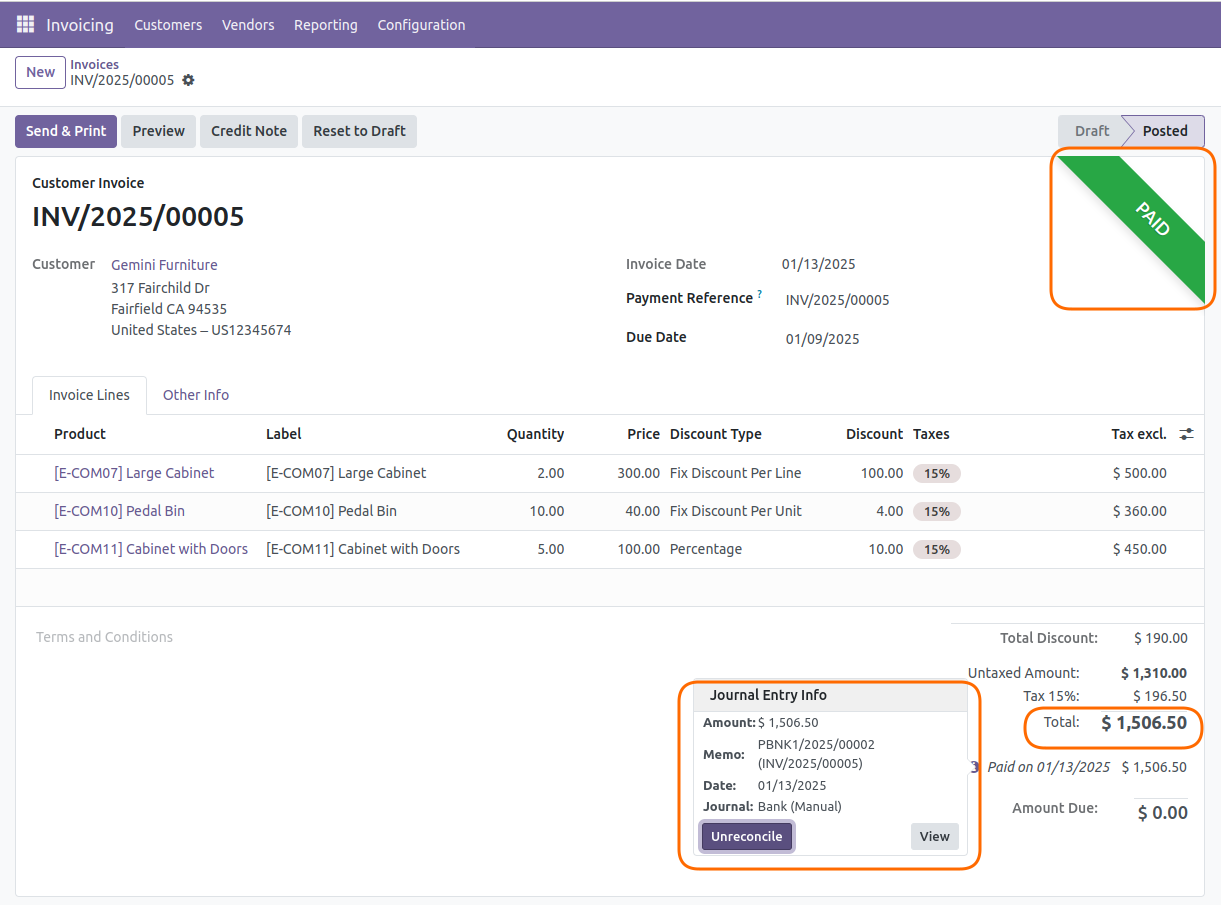 Invoicing Customers Vendors Reporting Configuration
New
Invoices
INV/2025/00005
Send & Print Preview Credit Note Reset to Draft Draft Posted
PAID
Customer Invoice
INV/2025/00005
Customer Gemini Furniture
317 Fairchild Dr
Fairfield CA 94535
United States – US12345674
Invoice Date 01/13/2025
Payment Reference ? INV/2025/00005
Due Date 01/09/2025
Invoice Lines Other Info
Product Label Quantity Price Discount Type Discount Taxes Tax excl.
[E-COM07] Large Cabinet [E-COM07] Large Cabinet 2.00 300.00 Fix Discount Per Line 100.00 15% $ 500.00
[E-COM10] Pedal Bin [E-COM10] Pedal Bin 10.00 40.00 Fix Discount Per Unit 4.00 15% $ 360.00
[E-COM11] Cabinet with Doors [E-COM11] Cabinet with Doors 5.00 100.00 Percentage 10.00 15% $ 450.00
Terms and Conditions
Total Discount: $ 190.00
Untaxed Amount: $ 1,310.00
Tax 15%: $ 196.50
Total: $ 1,506.50
Paid on 01/13/2025 $ 1,506.50
Amount Due: $ 0.00
Journal Entry Info
Amount: $ 1,506.50
Memo: PBNK1/2025/00002
(INV/2025/00005)
Date: 01/13/2025
Journal: Bank (Manual)
Unreconcile View